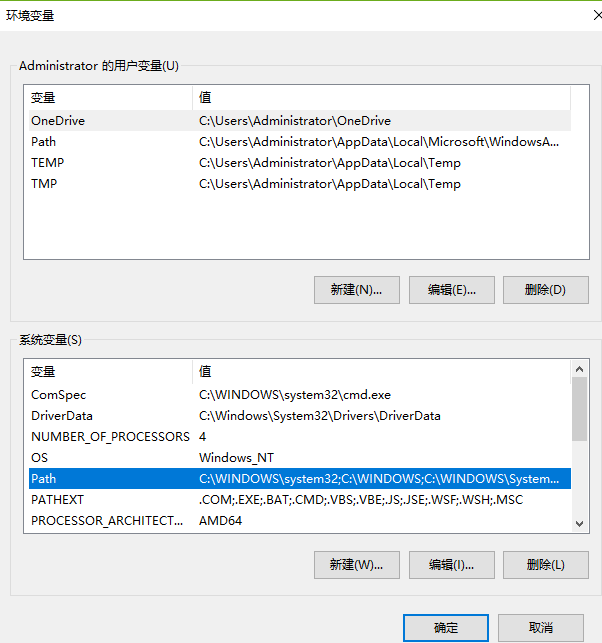 环境变量
Administrator 的用户变量(U)
变量 值
OneDrive C:\Users\Administrator\OneDrive
Path C:\Users\Administrator\AppData\Local\Microsoft\WindowsA...
TEMP C:\Users\Administrator\AppData\Local\Temp
TMP C:\Users\Administrator\AppData\Local\Temp
新建(N)... 编辑(E)... 删除(D)
系统变量(S)
变量 值
ComSpec C:\WINDOWS\system32\cmd.exe
DriverData C:\Windows\System32\Drivers\DriverData
NUMBER_OF_PROCESSORS 4
OS Windows_NT
Path C:\WINDOWS\system32;C:\WINDOWS;C:\WINDOWS\System...
PATHEXT .COM;.EXE;.BAT;.CMD;.VBS;.VBE;.JS;.JSE;.WSF;.WSH;.MSC
PROCESSOR_ARCHITECT... AMD64
新建(W)... 编辑(I)... 删除(L)
确定 取消